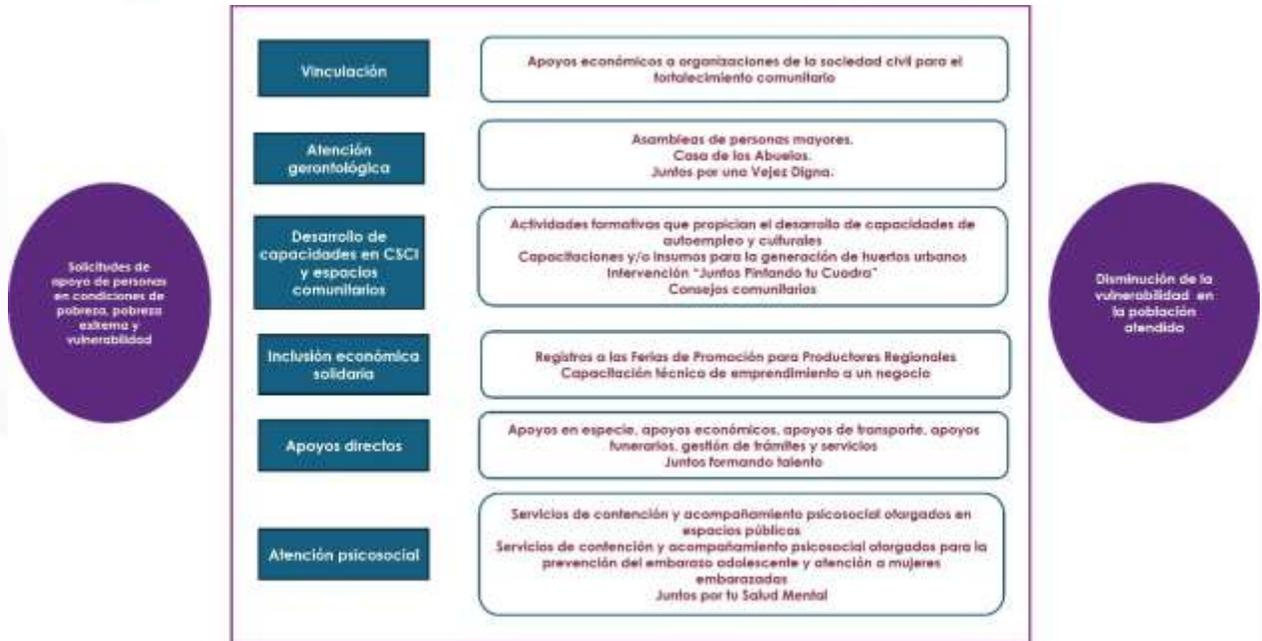 Solicitudes de
apoyo de personas
en condiciones de
pobreza, pobreza
extrema y
vulnerabilidad
Vinculación
Apoyos económicos a organizaciones de la sociedad civil para el
fortalecimiento comunitario
Atención
gerontológica
Asambleas de personas mayores.
Casa de los Abuelos.
Juntos por una Vejez Digna.
Desarrollo de
capacidades en CSCI
y espacios
comunitarios
Actividades formativas que propician el desarrollo de capacidades de
autoempleo y culturales
Capacitaciones y/o insumos para la generación de huertos urbanos
Intervención "Juntos Pintando tu Cuadra"
Consejos comunitarios
Inclusión económica
solidaria
Registros a las Ferias de Promoción para Productores Regionales
Capacitación técnica de emprendimiento a un negocio
Apoyos directos
Apoyos en especie, apoyos económicos, apoyos de transporte, apoyos
funerarios, gestión de trámites y servicios
Juntos formando talento
Atención psicosocial
Servicios de contención y acompañamiento psicosocial otorgados en
espacios públicos
Servicios de contención y acompañamiento psicosocial otorgados para la
prevención del embarazo adolescente y atención a mujeres
embarazadas
Juntos por tu Salud Mental
Disminución de la
vulnerabilidad en
la población
atendida